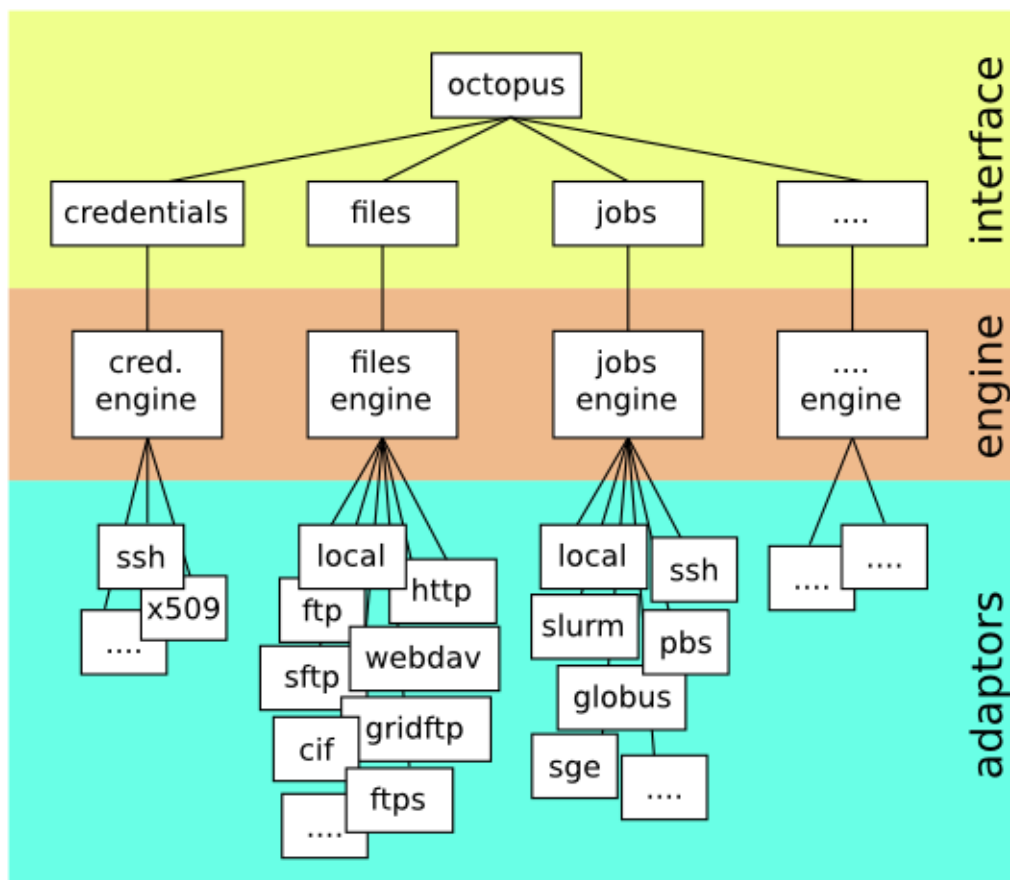 octopus
interface
credentials
files
jobs
....
engine
cred.
engine
files
engine
jobs
engine
....
engine
adaptors
ssh
x509
....
local
http
ftp
webdav
sftp
gridftp
cif
ftps
....
local
ssh
slurm
pbs
globus
sge
....
....
....